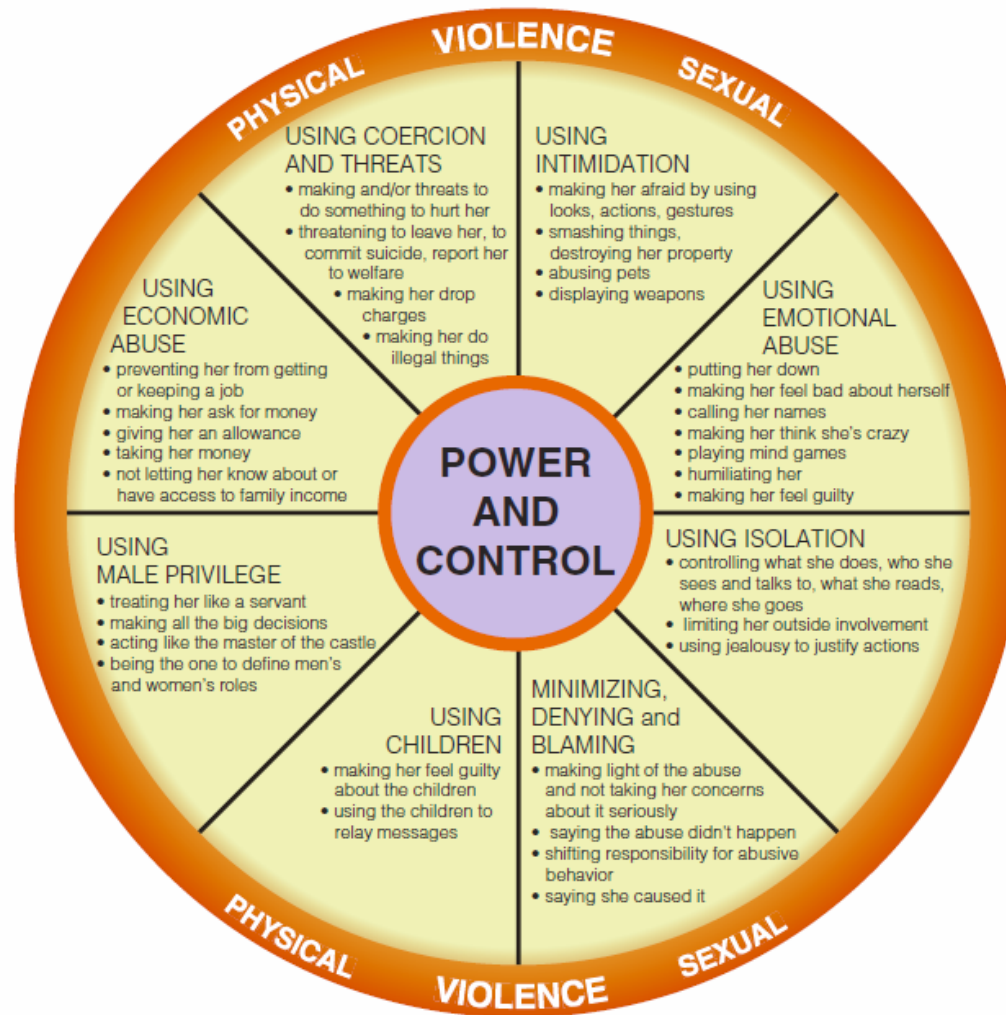 PHYSICAL VIOLENCE SEXUAL
USING COERCION
AND THREATS
• making and/or threats to
do something to hurt her
• threatening to leave her, to
commit suicide, report her
to welfare
• making her drop
charges
• making her do
illegal things
USING
INTIMIDATION
• making her afraid by using
looks, actions, gestures
• smashing things,
destroying her property
• abusing pets
• displaying weapons
USING
EMOTIONAL
ABUSE
• putting her down
• making her feel bad about herself
• calling her names
• making her think she's crazy
• playing mind games
• humiliating her
• making her feel guilty
USING ISOLATION
• controlling what she does, who she
sees and talks to, what she reads,
where she goes
• limiting her outside involvement
• using jealousy to justify actions
MINIMIZING,
DENYING and
BLAMING
• making light of the abuse
and not taking her concerns
about it seriously
• saying the abuse didn't happen
• shifting responsibility for abusive
behavior
• saying she caused it
USING
CHILDREN
• making her feel guilty
about the children
• using the children to
relay messages
USING
MALE PRIVILEGE
• treating her like a servant
• making all the big decisions
• acting like the master of the castle
• being the one to define men's
and women's roles
USING
ECONOMIC
ABUSE
• preventing her from getting
or keeping a job
• making her ask for money
• giving her an allowance
• taking her money
• not letting her know about or
have access to family income
POWER
AND
CONTROL
PHYSICAL VIOLENCE SEXUAL